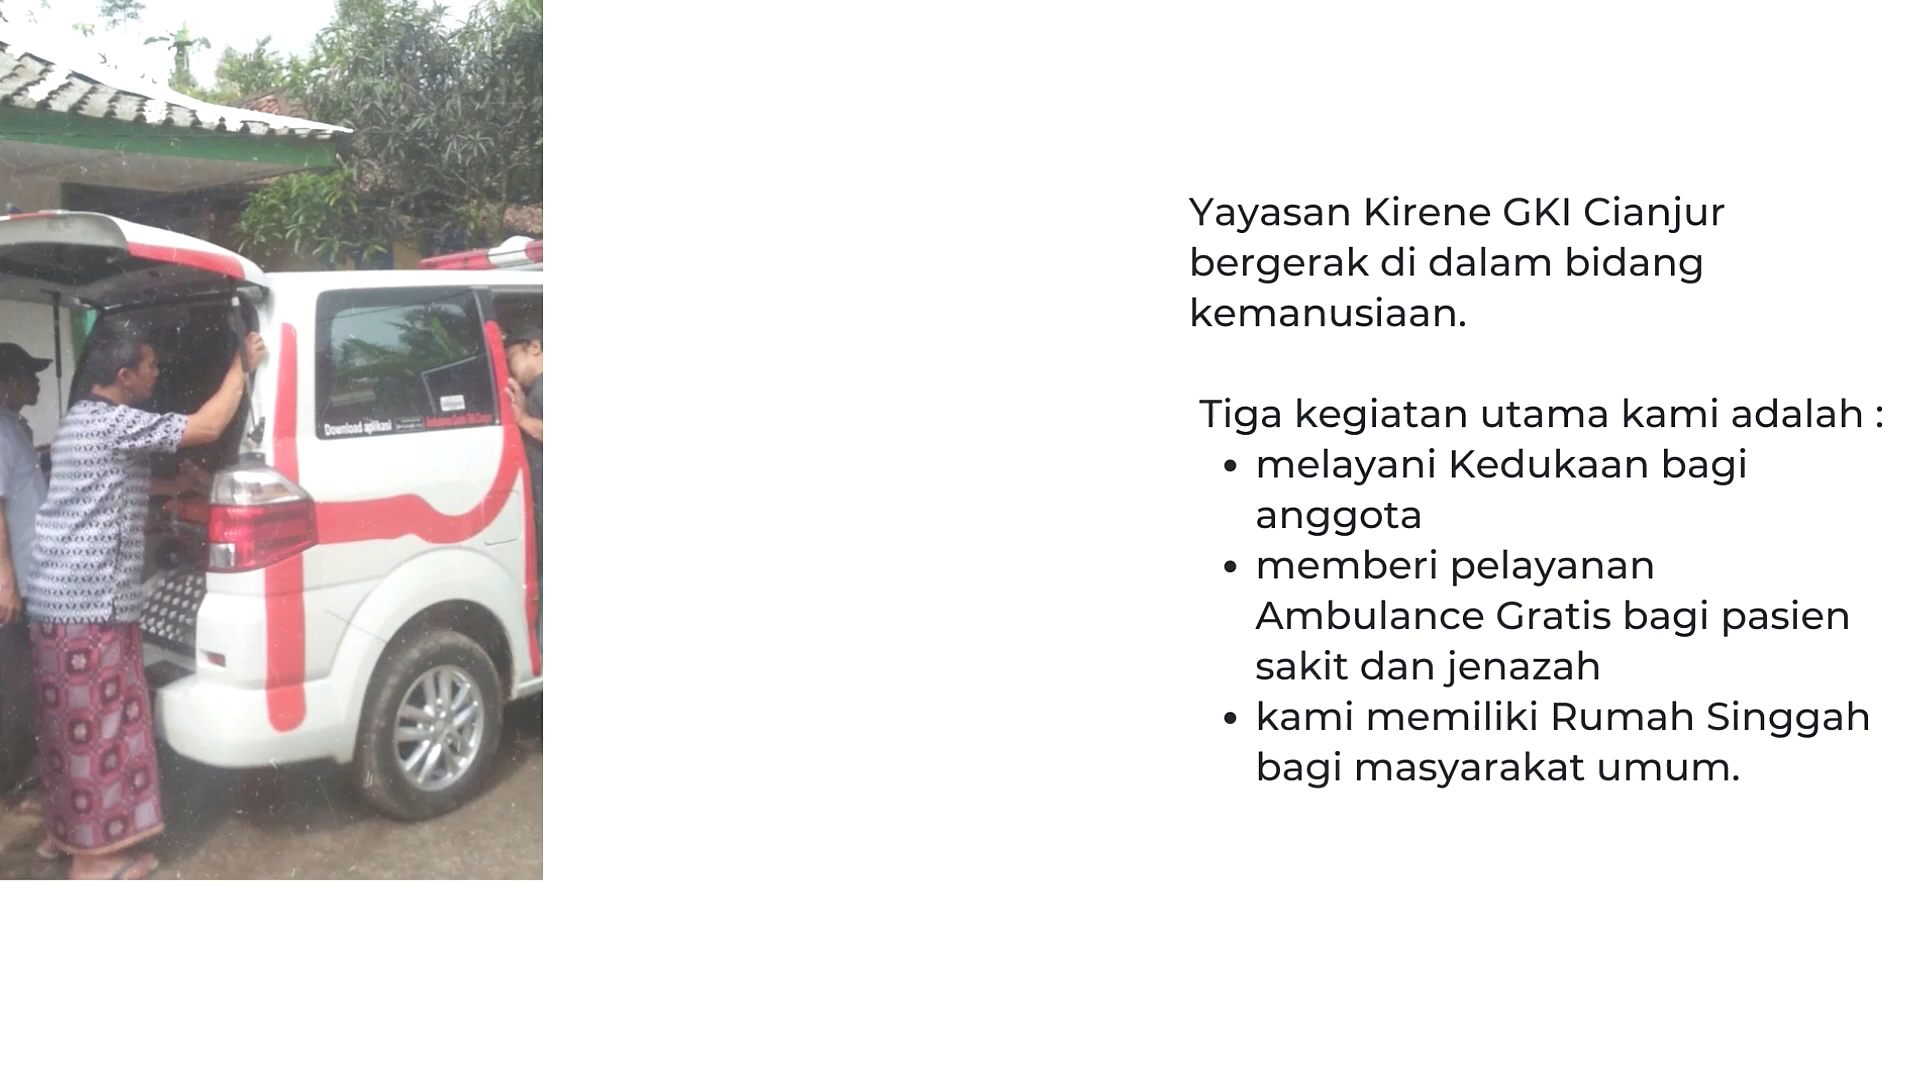 Download aplikasi
Yayasan Kirene GKI Cianjur
bergerak di dalam bidang
kemanusiaan.
Tiga kegiatan utama kami adalah :
• melayani Kedukaan bagi
anggota
• memberi pelayanan
Ambulance Gratis bagi pasien
sakit dan jenazah
• kami memiliki Rumah Singgah
bagi masyarakat umum.